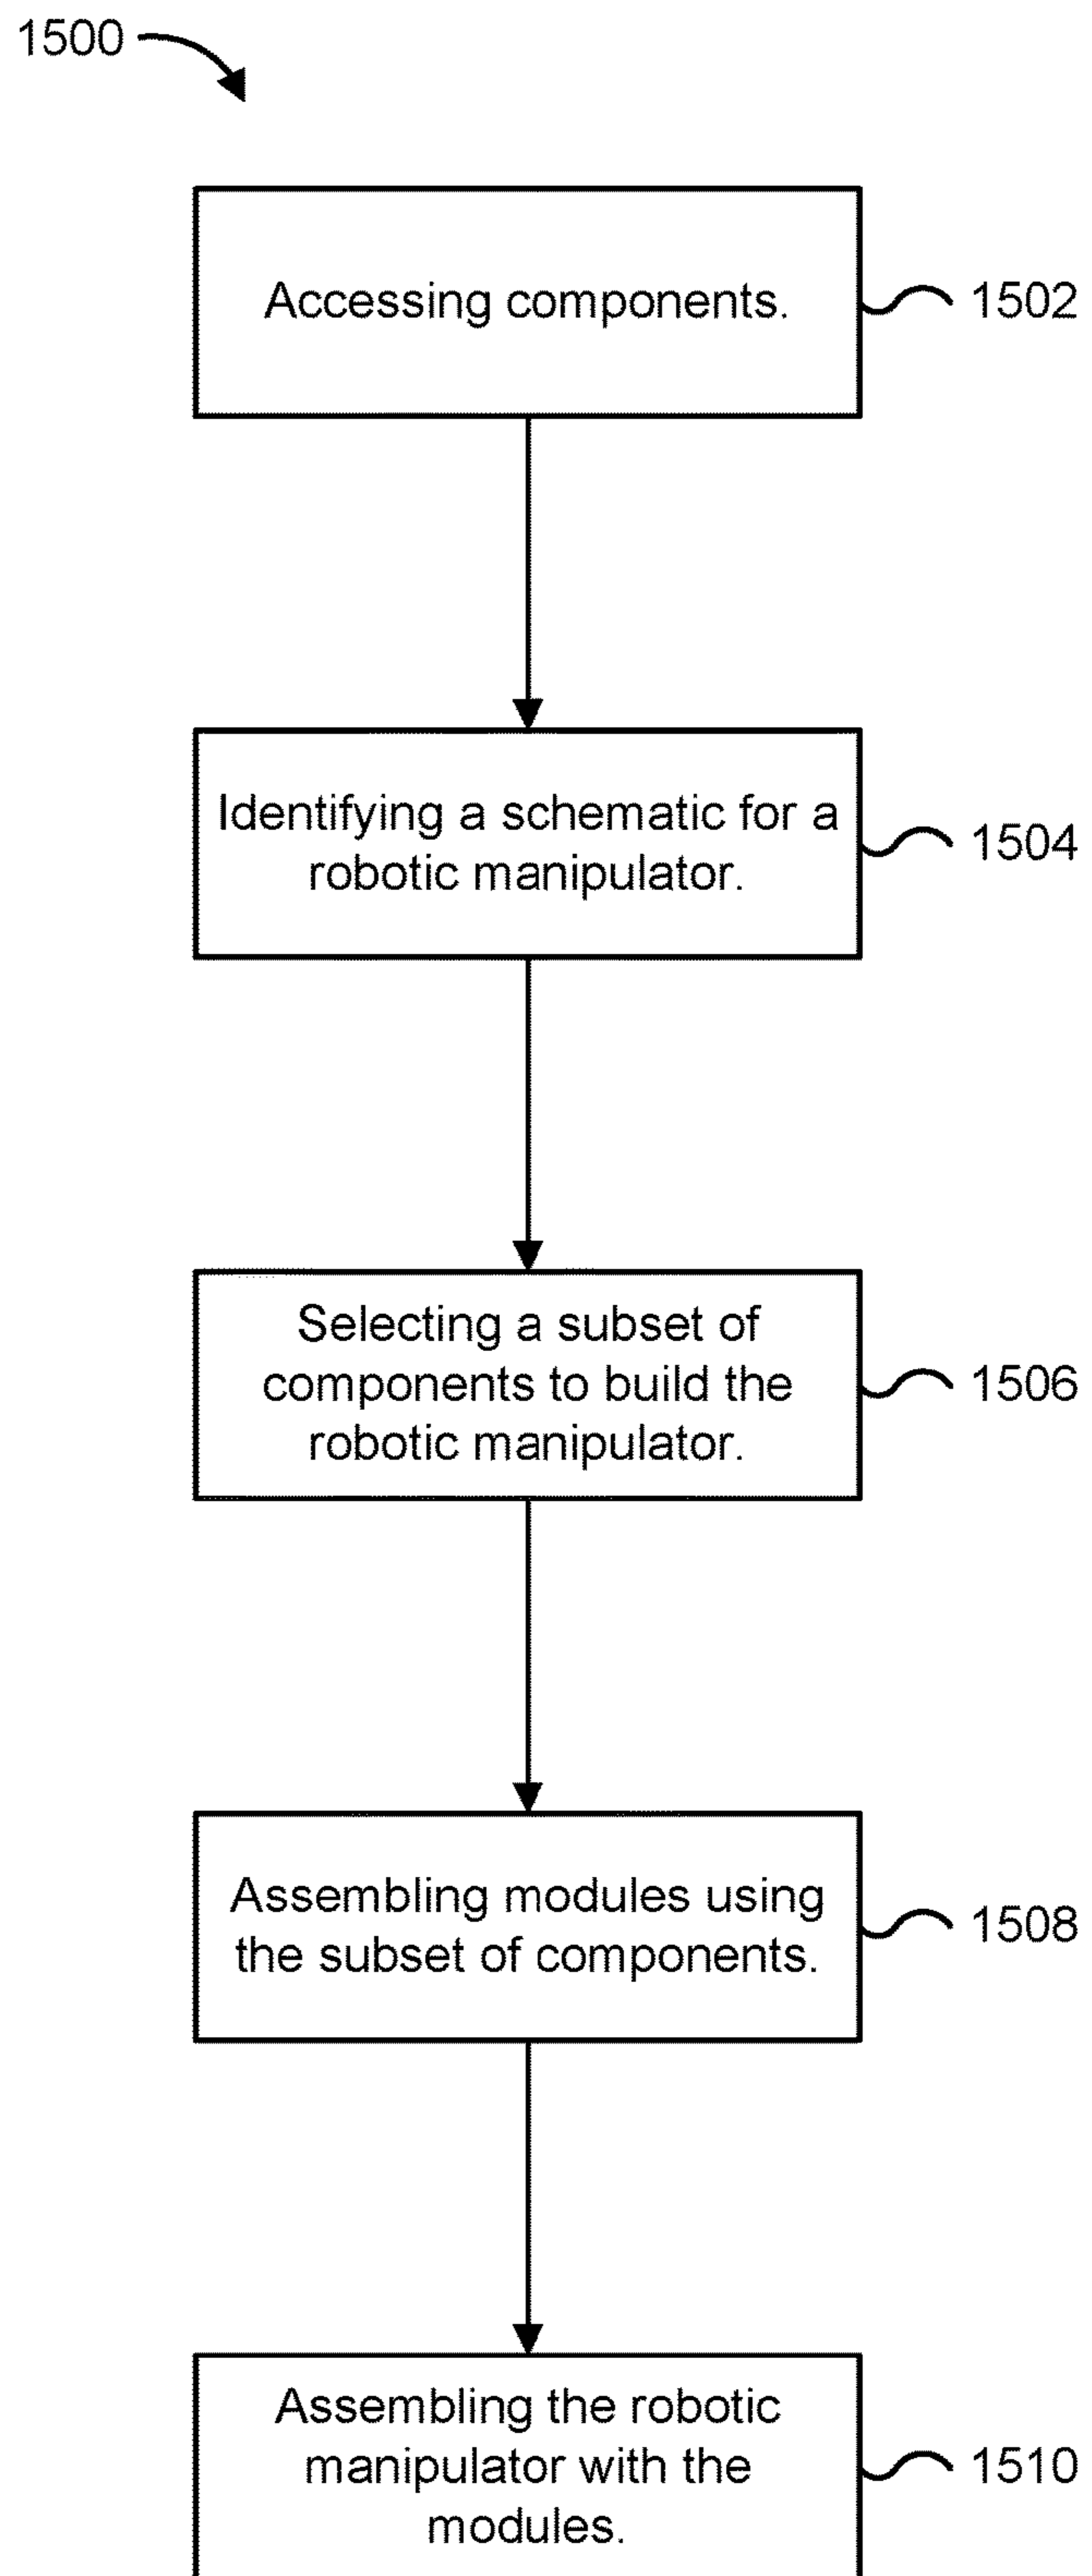 1500
Accessing components.
1502
Identifying a schematic for a
robotic manipulator.
1504
Selecting a subset of
components to build the
robotic manipulator.
1506
Assembling modules using
the subset of components.
1508
Assembling the robotic
manipulator with the
modules.
1510